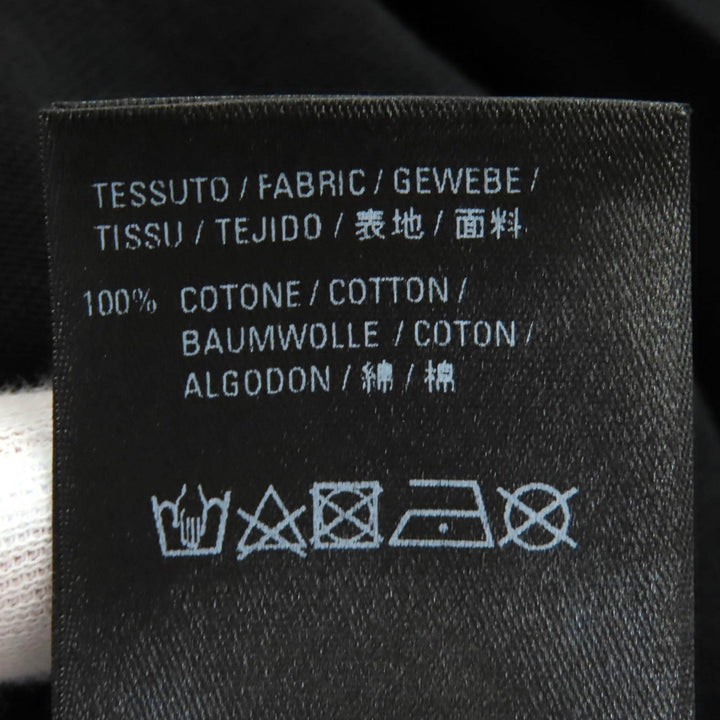 TESSUTO / FABRIC / GEWEBE /
TISSU / TEJIDO / 表地 / 面料
100% COTONE / COTTON /
BAUMWOLLE / COTON /
ALGODON / 綿 / 棉